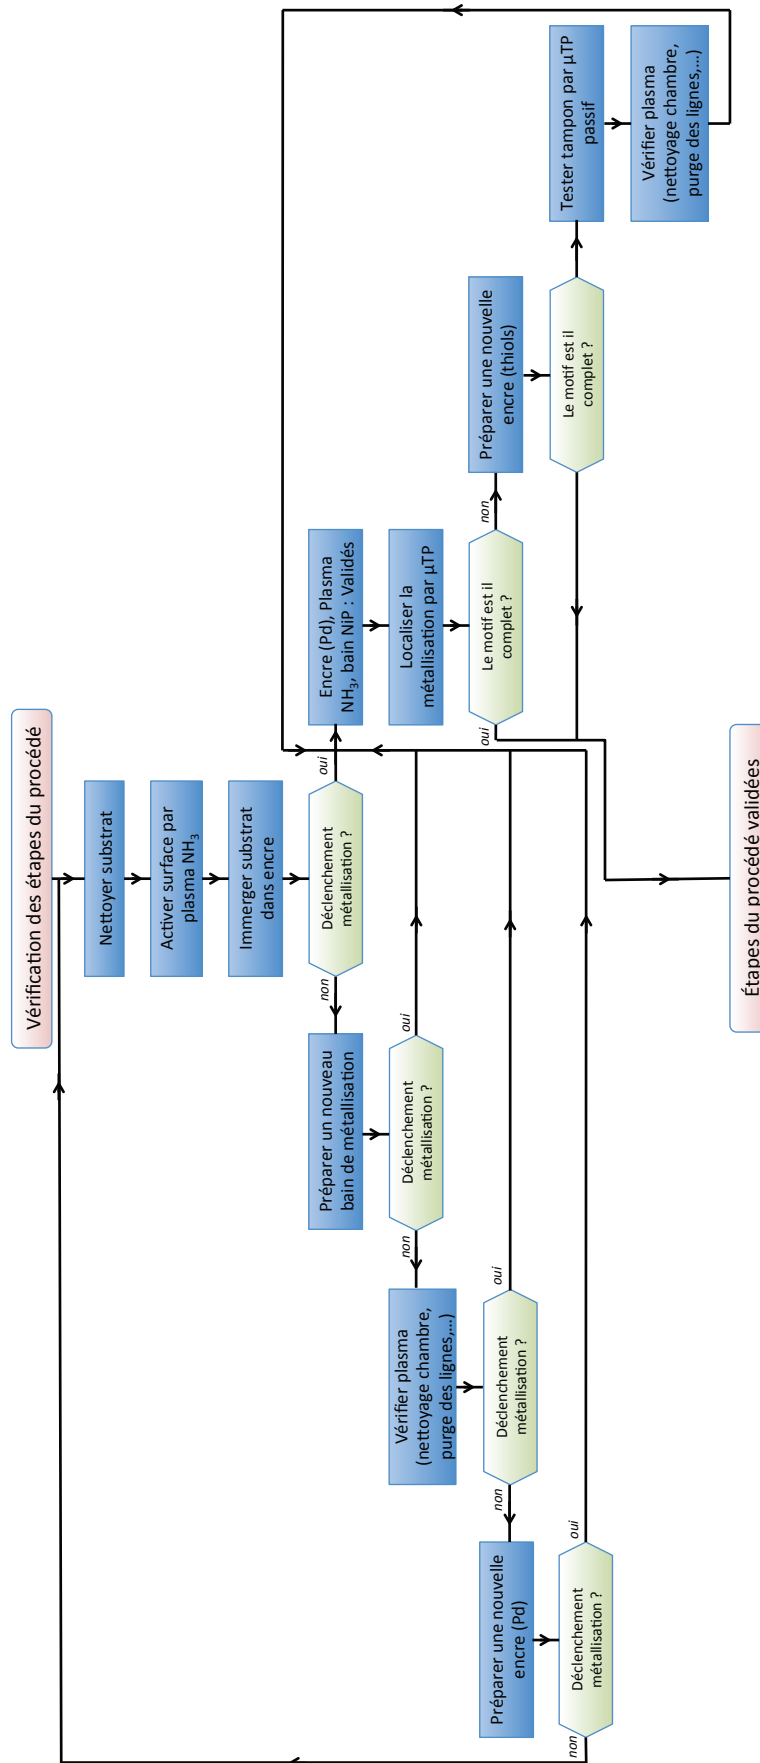 Vérification des étapes du procédé
Nettoyer substrat
Activer surface par
plasma NH₃
Immerger substrat
dans encre
Déclenchement
métallisation ?
oui
non
Encre (Pd), Plasma
NH₃, bain NiP : Validés
Localiser la
métallisation par µTP
Le motif est il
complet ?
oui
non
Préparer une nouvelle
encre (thiols)
Le motif est il
complet ?
Tester tampon par µTP
passif
Vérifier plasma
(nettoyage chambre,
purge des lignes,...)
Préparer un nouveau
bain de métallisation
Déclenchement
métallisation ?
oui
non
Vérifier plasma
(nettoyage chambre,
purge des lignes,...)
Déclenchement
métallisation ?
oui
non
Préparer une nouvelle
encre (Pd)
Déclenchement
métallisation ?
oui
non
Étapes du procédé validées